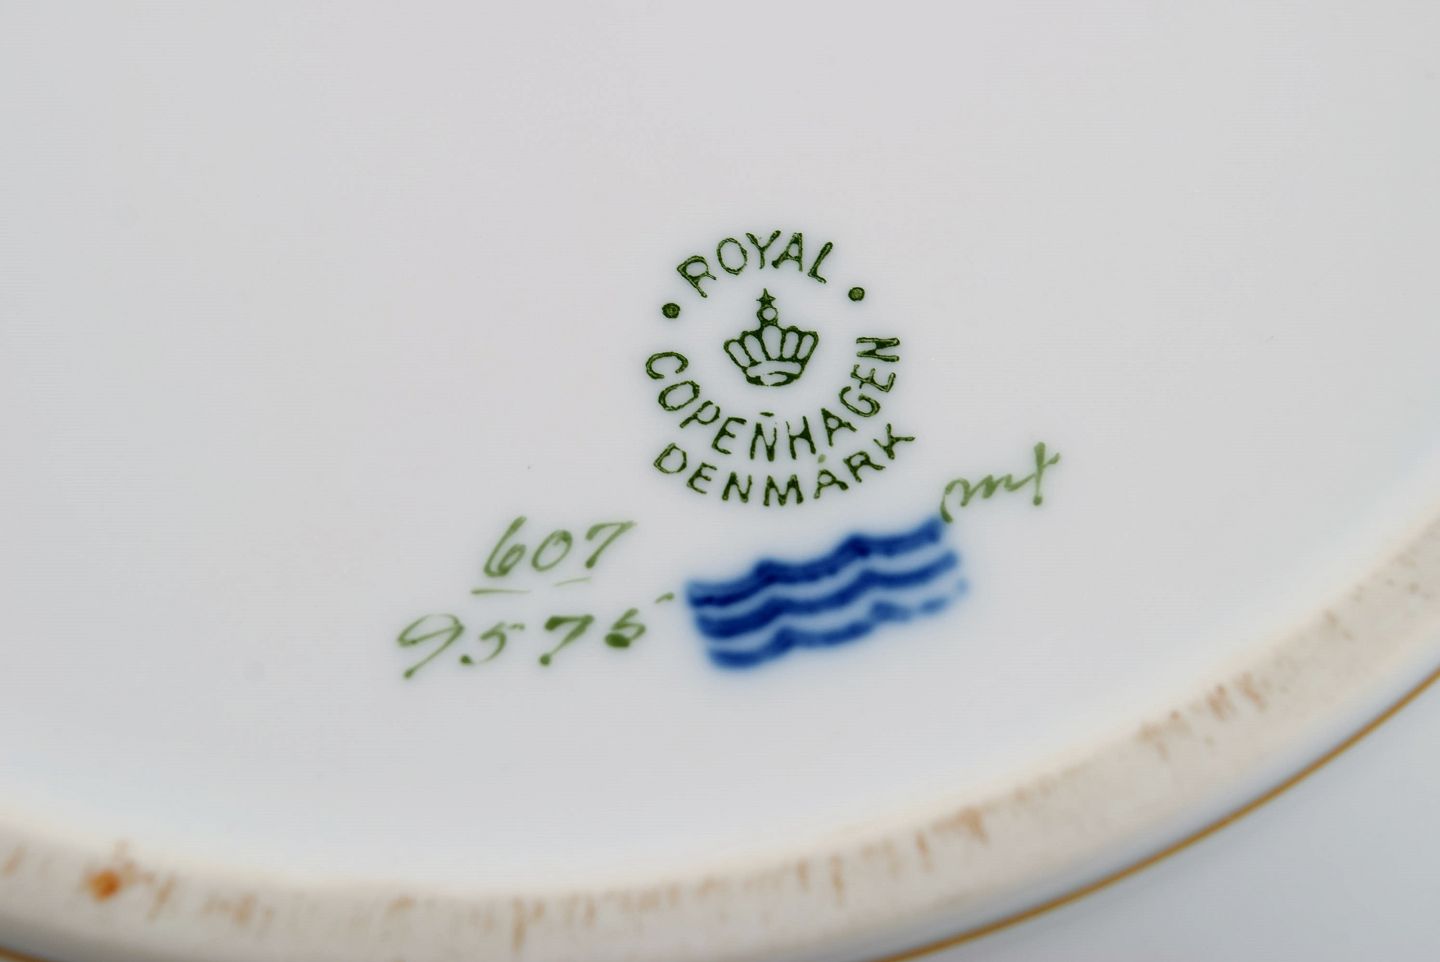 ROYAL
COPENHAGEN
DENMARK
607
9575